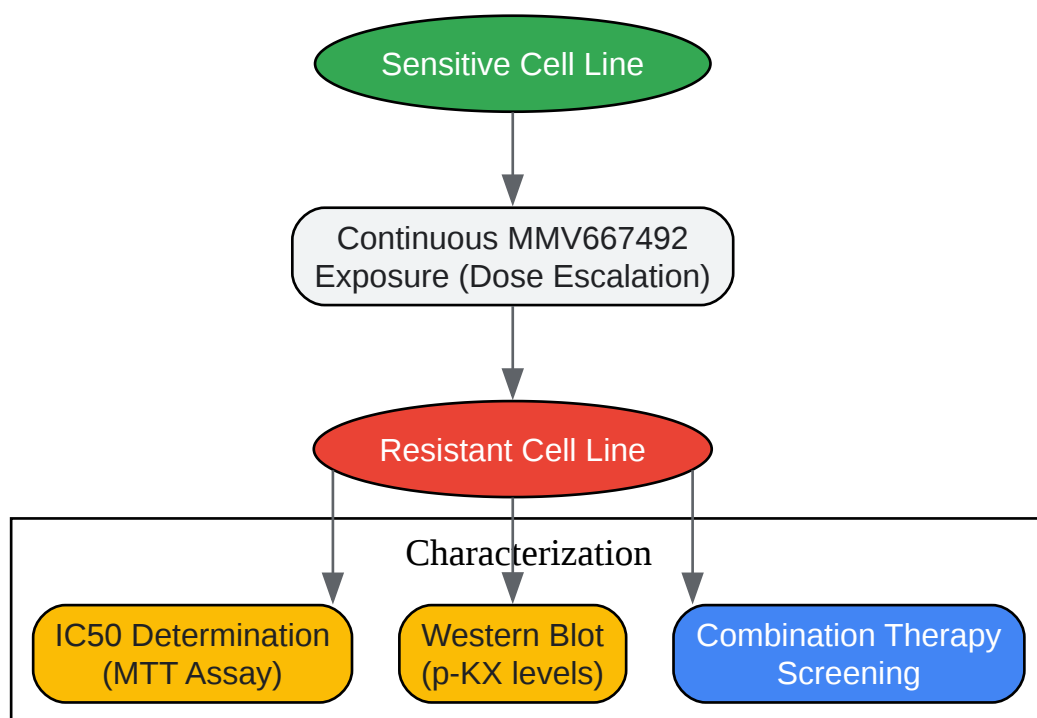 Sensitive Cell Line
Continuous MMV667492
Exposure (Dose Escalation)
Resistant Cell Line
Characterization
IC50 Determination
(MTT Assay)
Western Blot
(p-KX levels)
Combination Therapy
Screening